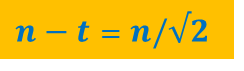 n − t = n/√2